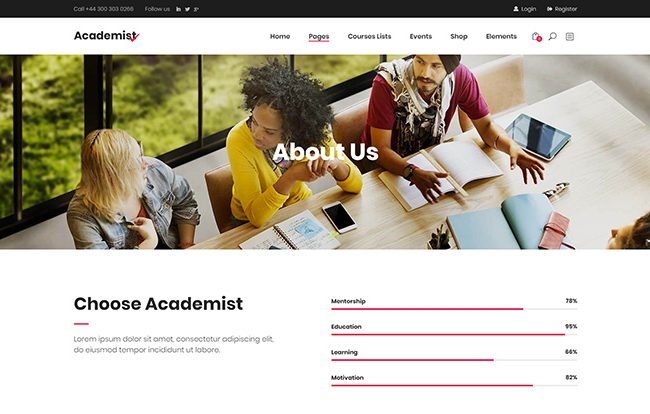 Call +44 300 303 0266 Follow us Login Register
Academist Home Pages Courses Lists Events Shop Elements
About Us
Choose Academist
Lorem ipsum dolor sit amet, consectetur adipiscing elit,
do eiusmod tempor incididunt ut labore.
Mentorship 78%
Education 95%
Learning 66%
Motivation 82%